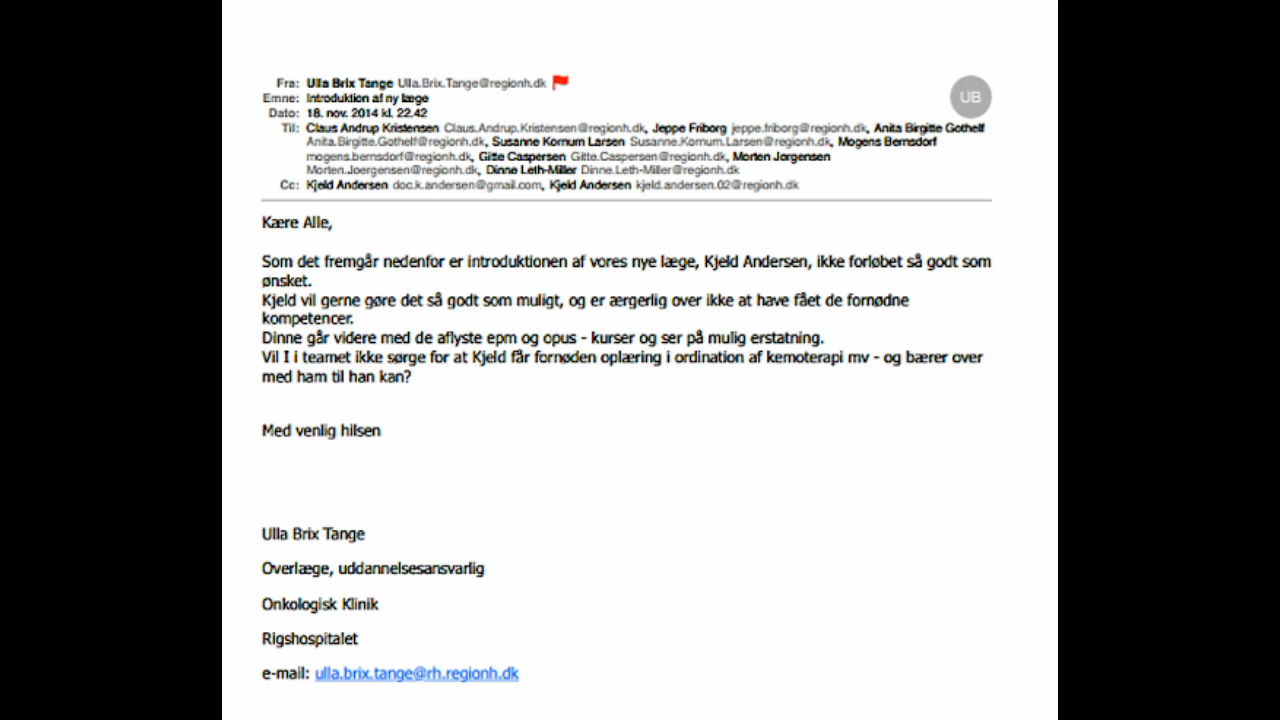 Fra: Ulla Brix Tange Ulla.Brix.Tange@regionh.dk
UB
Emne: Introduktion af ny læge
Dato: 18. nov. 2014 kl. 22.42
Til: Claus Andrup Kristensen Claus.Andrup.Kristensen@regionh.dk, Jeppe Friborg jeppe.friborg@regionh.dk, Anita Birgitte Gothelf
Anita.Birgitte.Gothelf@regionh.dk, Susanne Kornum Larsen Susanne.Kornum.Larsen@regionh.dk, Mogens Bernsdorf
mogens.bernsdorf@regionh.dk, Gitte Caspersen Gitte.Caspersen@regionh.dk, Morten Jørgensen
Morten.Joergensen@regionh.dk, Dinne Leth-Miller Dinne.Leth-Miller@regionh.dk
Cc: Kjeld Andersen doc.k.andersen@gmail.com, Kjeld Andersen kjeld.andersen.02@regionh.dk
Kære Alle,
Som det fremgår nedenfor er introduktionen af vores nye læge, Kjeld Andersen, ikke forløbet så godt som
ønsket.
Kjeld vil gerne gøre det så godt som muligt, og er ærgerlig over ikke at have fået de fornødne
kompetencer.
Dinne går videre med de aflyste epm og opus - kurser og ser på mulig erstatning.
Vil I i teamet ikke sørge for at Kjeld får fornøden oplæring i ordination af kemoterapi mv - og bærer over
med ham til han kan?
Med venlig hilsen
Ulla Brix Tange
Overlæge, uddannelsesansvarlig
Onkologisk Klinik
Rigshospitalet
e-mail: ulla.brix.tange@rh.regionh.dk